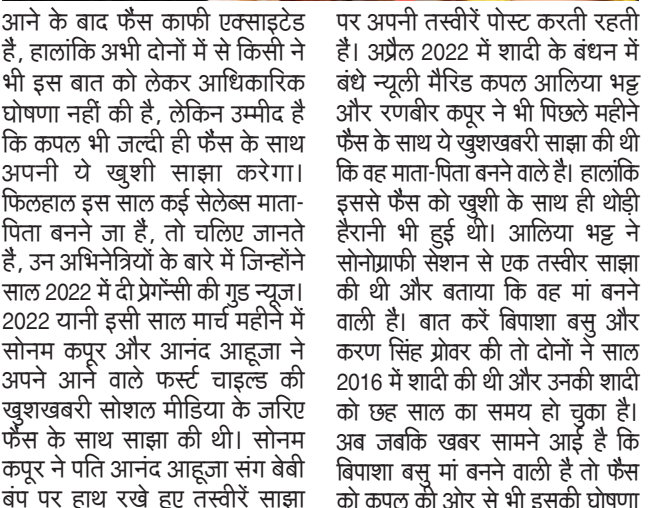 आने के बाद फैंस काफी एक्साइटेड
है, हालांकि अभी दोनों में से किसी ने
भी इस बात को लेकर आधिकारिक
घोषणा नहीं की है, लेकिन उम्मीद है
कि कपल भी जल्दी ही फैंस के साथ
अपनी ये खुशी साझा करेगा।
फिलहाल इस साल कई सेलेब्स माता-
पिता बनने जा हैं, तो चलिए जानते
है, उन अभिनेत्रियों के बारे में जिन्होंने
साल 2022 में दी प्रेगेंन्सी की गुड न्यूज।
2022 यानी इसी साल मार्च महीने में
सोनम कपूर और आनंद आहूजा ने
अपने आने वाले फर्स्ट चाइल्ड की
खुशखबरी सोशल मीडिया के जरिए
फैंस के साथ साझा की थी। सोनम
कपूर ने पति आनंद आहूजा संग बेबी
बंप पर हाथ रखे हुए तस्वीरें साझा
पर अपनी तस्वीरें पोस्ट करती रहती
हैं। अप्रैल 2022 में शादी के बंधन में
बंधे न्यूली मैरिड कपल आलिया भट्ट
और रणबीर कपूर ने भी पिछले महीने
फैंस के साथ ये खुशखबरी साझा की थी
कि वह माता-पिता बनने वाले है। हालांकि
इससे फैंस को खुशी के साथ ही थोड़ी
हैरानी भी हुई थी। आलिया भट्ट ने
सोनोग्राफी सेशन से एक तस्वीर साझा
की थी और बताया कि वह मां बनने
वाली है। बात करें बिपाशा बसु और
करण सिंह ग्रोवर की तो दोनों ने साल
2016 में शादी की थी और उनकी शादी
को छह साल का समय हो चुका है।
अब जबकि खबर सामने आई है कि
बिपाशा बसु मां बनने वाली है तो फैंस
को कपल की ओर से भी इसकी घोषणा